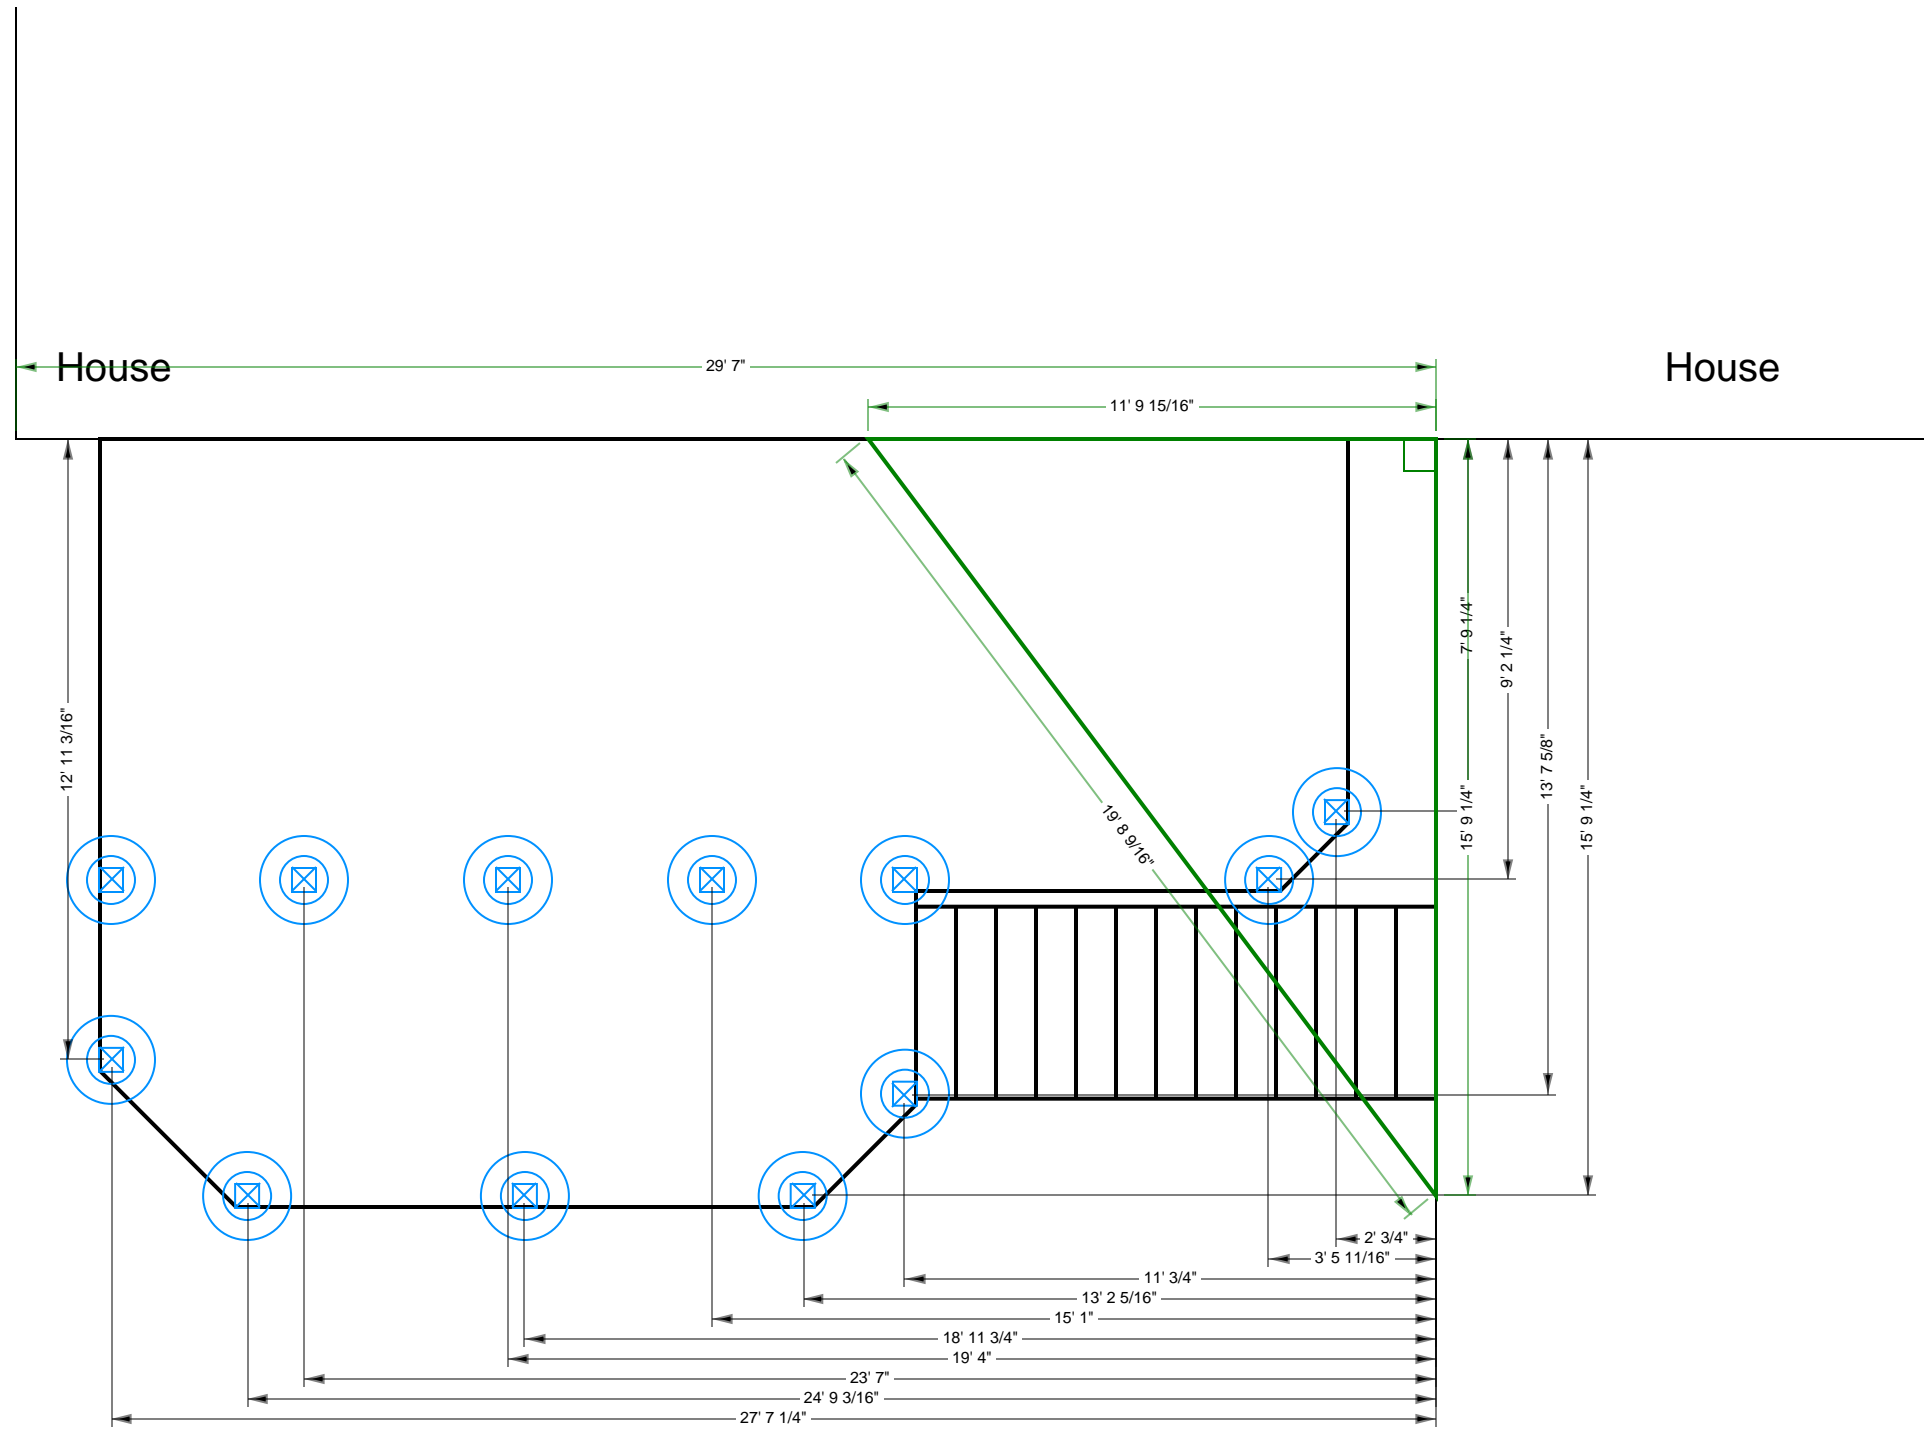 House
29' 7"
House
11' 9 15/16"
12' 11 3/16"
7' 9 1/4"
9' 2 1/4"
13' 7 5/8"
15' 9 1/4"
15' 9 1/4"
19' 8 9/16"
2' 3/4"
3' 5 11/16"
11' 3/4"
13' 2 5/16"
15' 1"
18' 11 3/4"
19' 4"
23' 7"
24' 9 3/16"
27' 7 1/4"